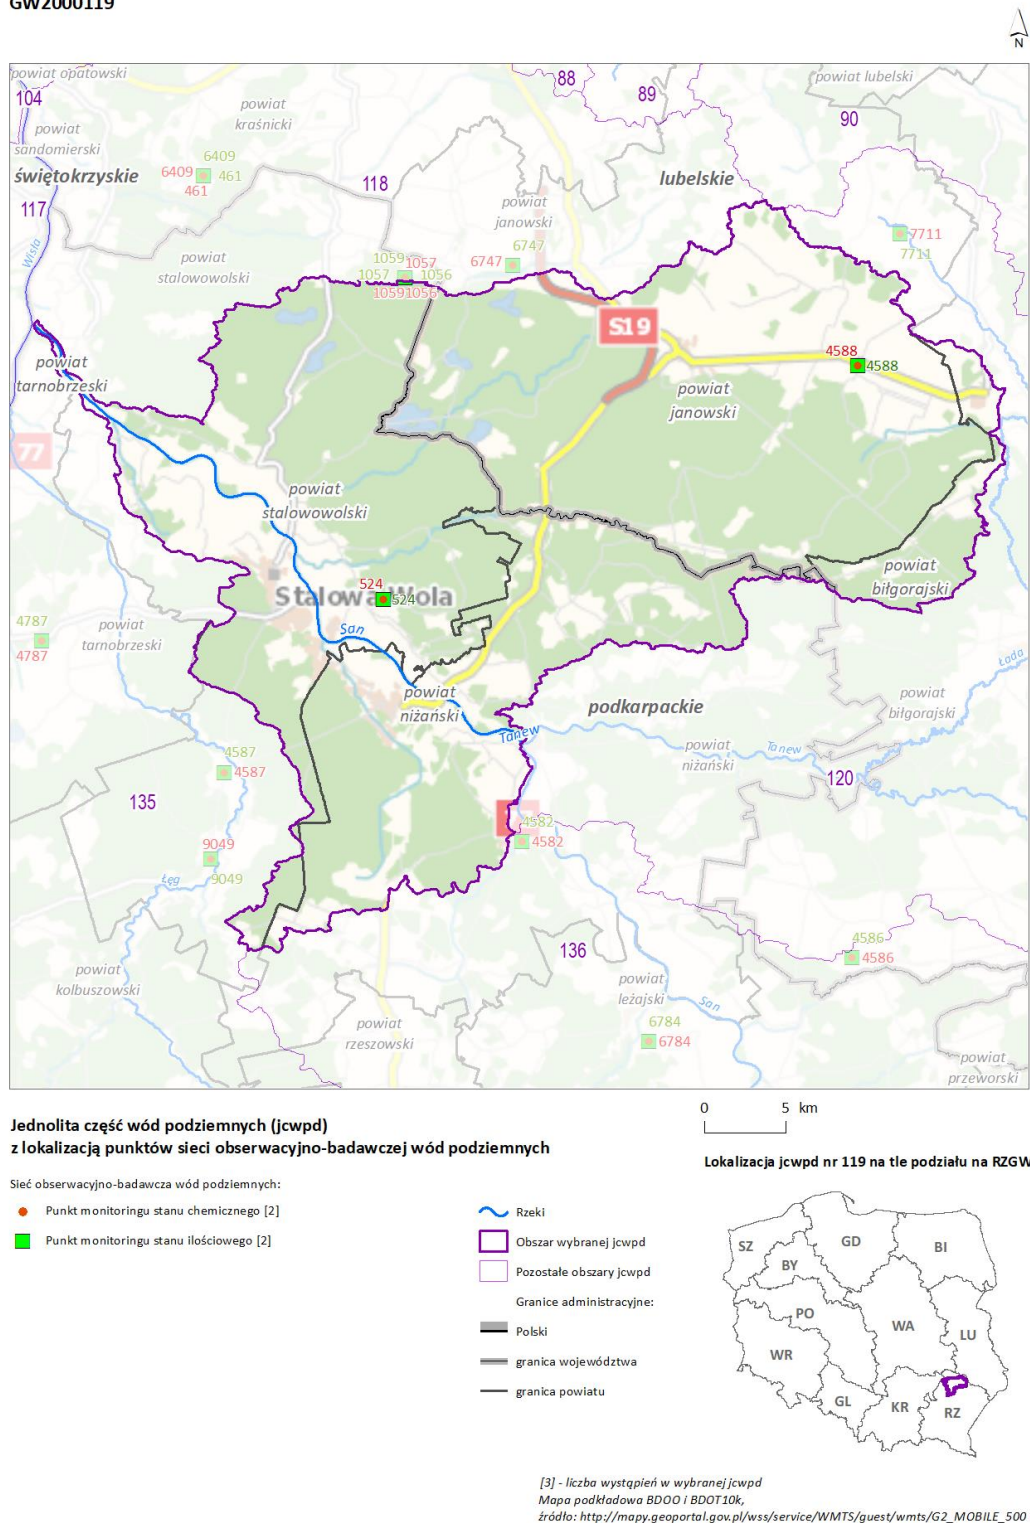 GW2000119
N
powiat opatowski
104
powiat
sandomierski
świętokrzyskie
117
Wisła
powiat
kraśnicki
6409
6409 461
461
118
88
89
powiat lubelski
90
lubelskie
powiat
janowski
7711
7711
powiat
stalowowolski
6747
6747
1059 1057
1057 1056
1059 1056
S19
4588
4588
powiat
tarnobrzeski
powiat
janowski
77
powiat
stalowowolski
powiat
biłgorajski
524
Stalowa Wola
524
San
4787
4787
powiat
tarnobrzeski
Łada
powiat
niżański
podkarpackie
powiat
biłgorajski
Tanew
powiat
niżański
Tanew
120
4587
4587
135
4582
4582
9049
9049
Łęg
136
4586
4586
powiat
kolbuszowski
powiat
leżajski
San
powiat
rzeszowski
6784
6784
powiat
przeworski
0 5 km
Jednolita część wód podziemnych (jcwpd)
z lokalizacją punktów sieci obserwacyjno-badawczej wód podziemnych
Lokalizacja jcwpd nr 119 na tle podziału na RZGW
Sieć obserwacyjno-badawcza wód podziemnych:
Punkt monitoringu stanu chemicznego [2]
Punkt monitoringu stanu ilościowego [2]
Rzeki
Obszar wybranej jcwpd
Pozostałe obszary jcwpd
Granice administracyjne:
Polski
granica województwa
granica powiatu
SZ
GD
BI
BY
PO
WA
LU
WR
GL
KR
RZ
[3] - liczba wystąpień w wybranej jcwpd
Mapa podkładowa BDOO i BDOT10k,
źródło: http://mapy.geoportal.gov.pl/wss/service/WMTS/guest/wmts/G2_MOBILE_500